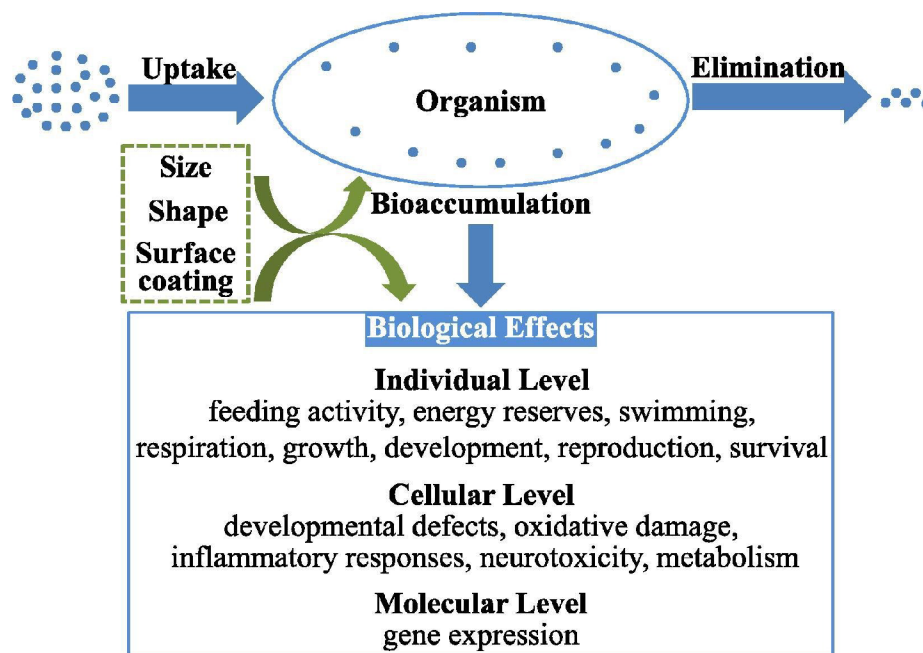 Uptake
Organism
Elimination
Size
Shape
Surface
coating
Bioaccumulation
Biological Effects
Individual Level
feeding activity, energy reserves, swimming,
respiration, growth, development, reproduction, survival
Cellular Level
developmental defects, oxidative damage,
inflammatory responses, neurotoxicity, metabolism
Molecular Level
gene expression